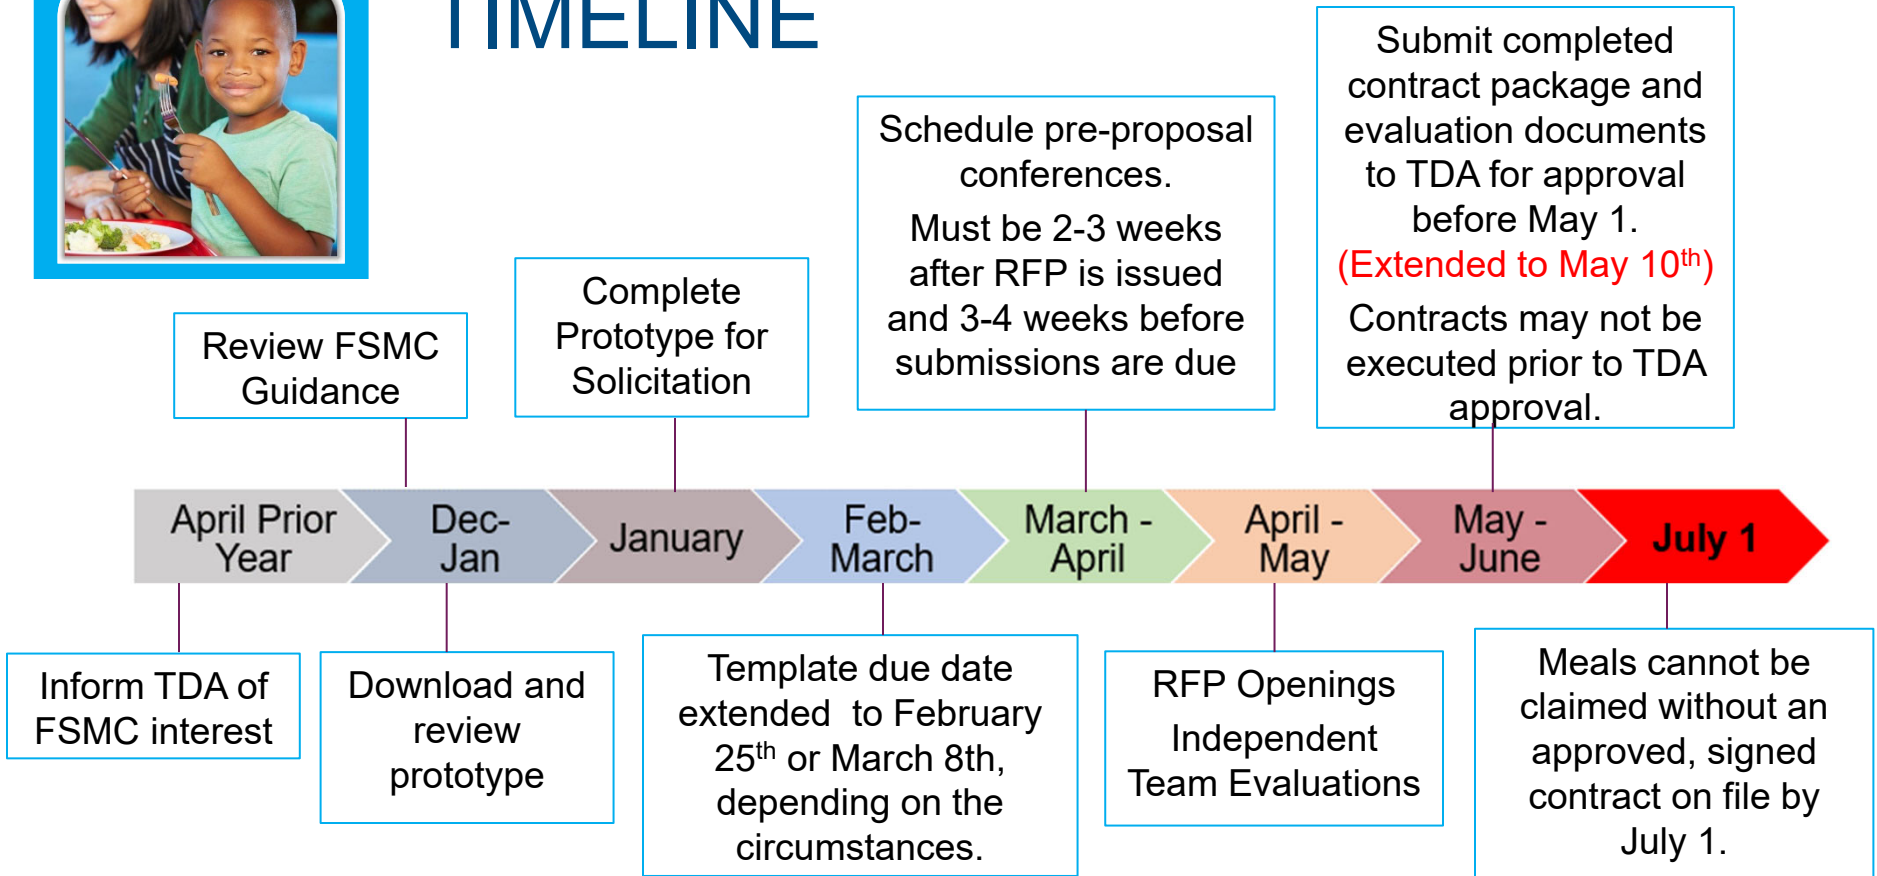 TIMELINE
Submit completed
contract package and
evaluation documents
to TDA for approval
before May 1.
(Extended to May 10th)
Contracts may not be
executed prior to TDA
approval.
Schedule pre-proposal
conferences.
Must be 2-3 weeks
after RFP is issued
and 3-4 weeks before
submissions are due
Complete
Prototype for
Solicitation
Review FSMC
Guidance
April Prior
Year
Dec-
Jan
January
Feb-
March
March -
April
April -
May
May -
June
July 1
Inform TDA of
FSMC interest
Download and
review
prototype
Template due date
extended  to February
25th or March 8th,
depending on the
circumstances.
RFP Openings
Independent
Team Evaluations
Meals cannot be
claimed without an
approved, signed
contract on file by
July 1.